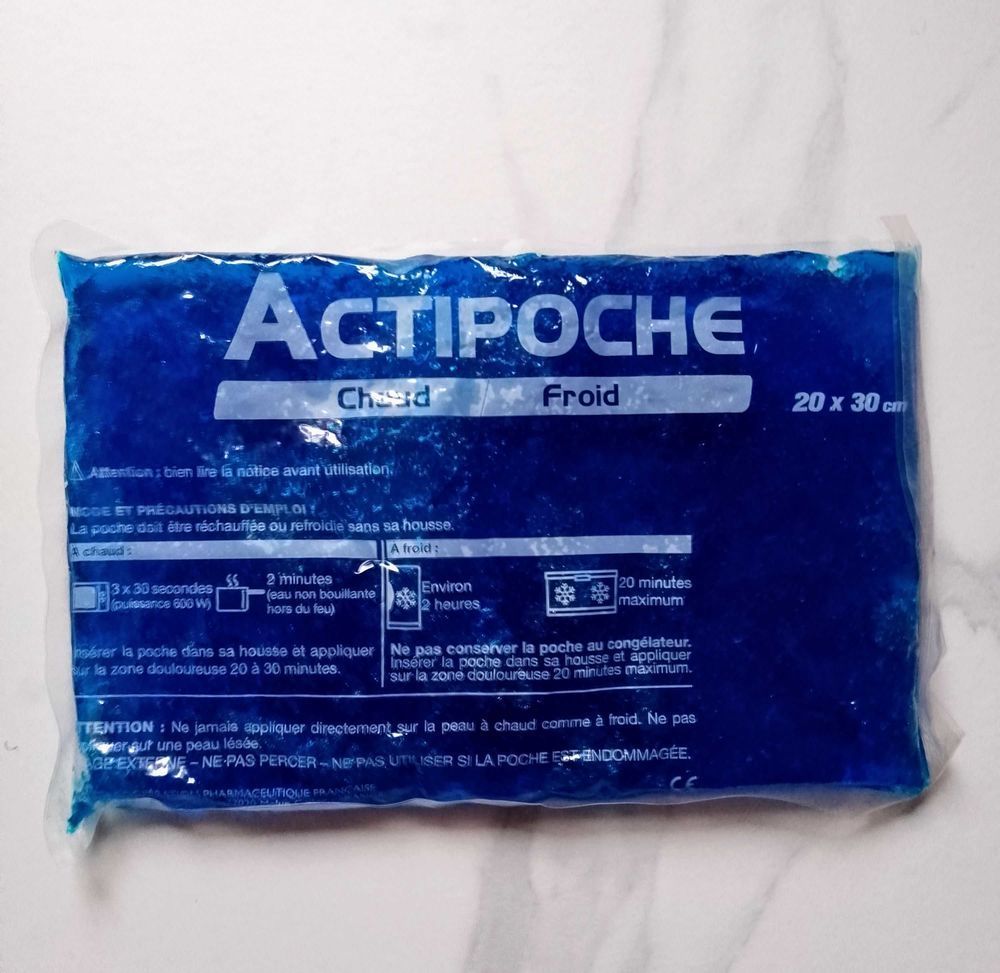 ACTIPOCHE
Chaud Froid
20 x 30 cm
Attention : bien lire la notice avant utilisation.
MODE ET PRÉCAUTIONS D'EMPLOI :
La poche doit être réchauffée ou refroidie sans sa housse.
A chaud :
3 x 30 secondes
(puissance 600 W)
2 minutes
(eau non bouillante
hors du feu)
Insérer la poche dans sa housse et appliquer
sur la zone douloureuse 20 à 30 minutes.
A froid :
Environ
2 heures
20 minutes
maximum
Ne pas conserver la poche au congélateur.
Insérer la poche dans sa housse et appliquer
sur la zone douloureuse 20 minutes maximum.
TENTION : Ne jamais appliquer directement sur la peau à chaud comme à froid. Ne pas
sur une peau lésée.
AGE EXTERNE – NE PAS PERCER – NE PAS UTILISER SI LA POCHE EST ENDOMMAGÉE.
PHARMACEUTIQUE FRANÇAISE
CE